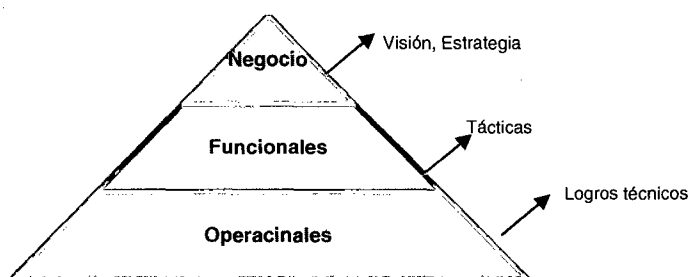 Negocio
Visión, Estrategia
Funcionales
Tácticas
Operacinales
Logros técnicos